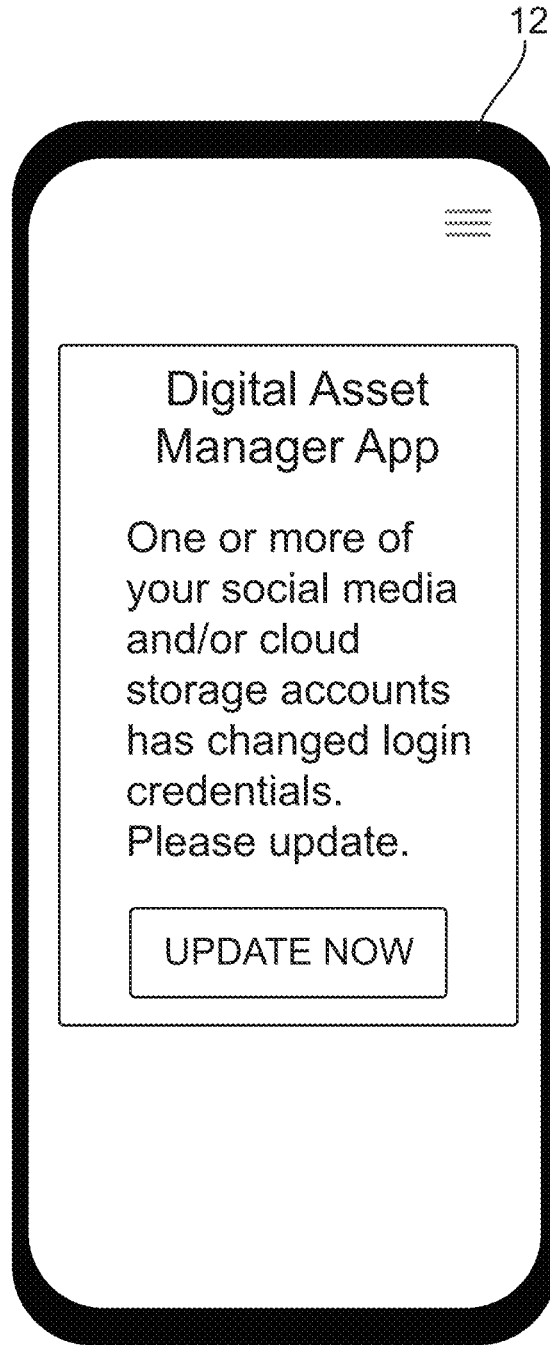 12
Digital Asset
Manager App
One or more of
your social media
and/or cloud
storage accounts
has changed login
credentials.
Please update.
UPDATE NOW